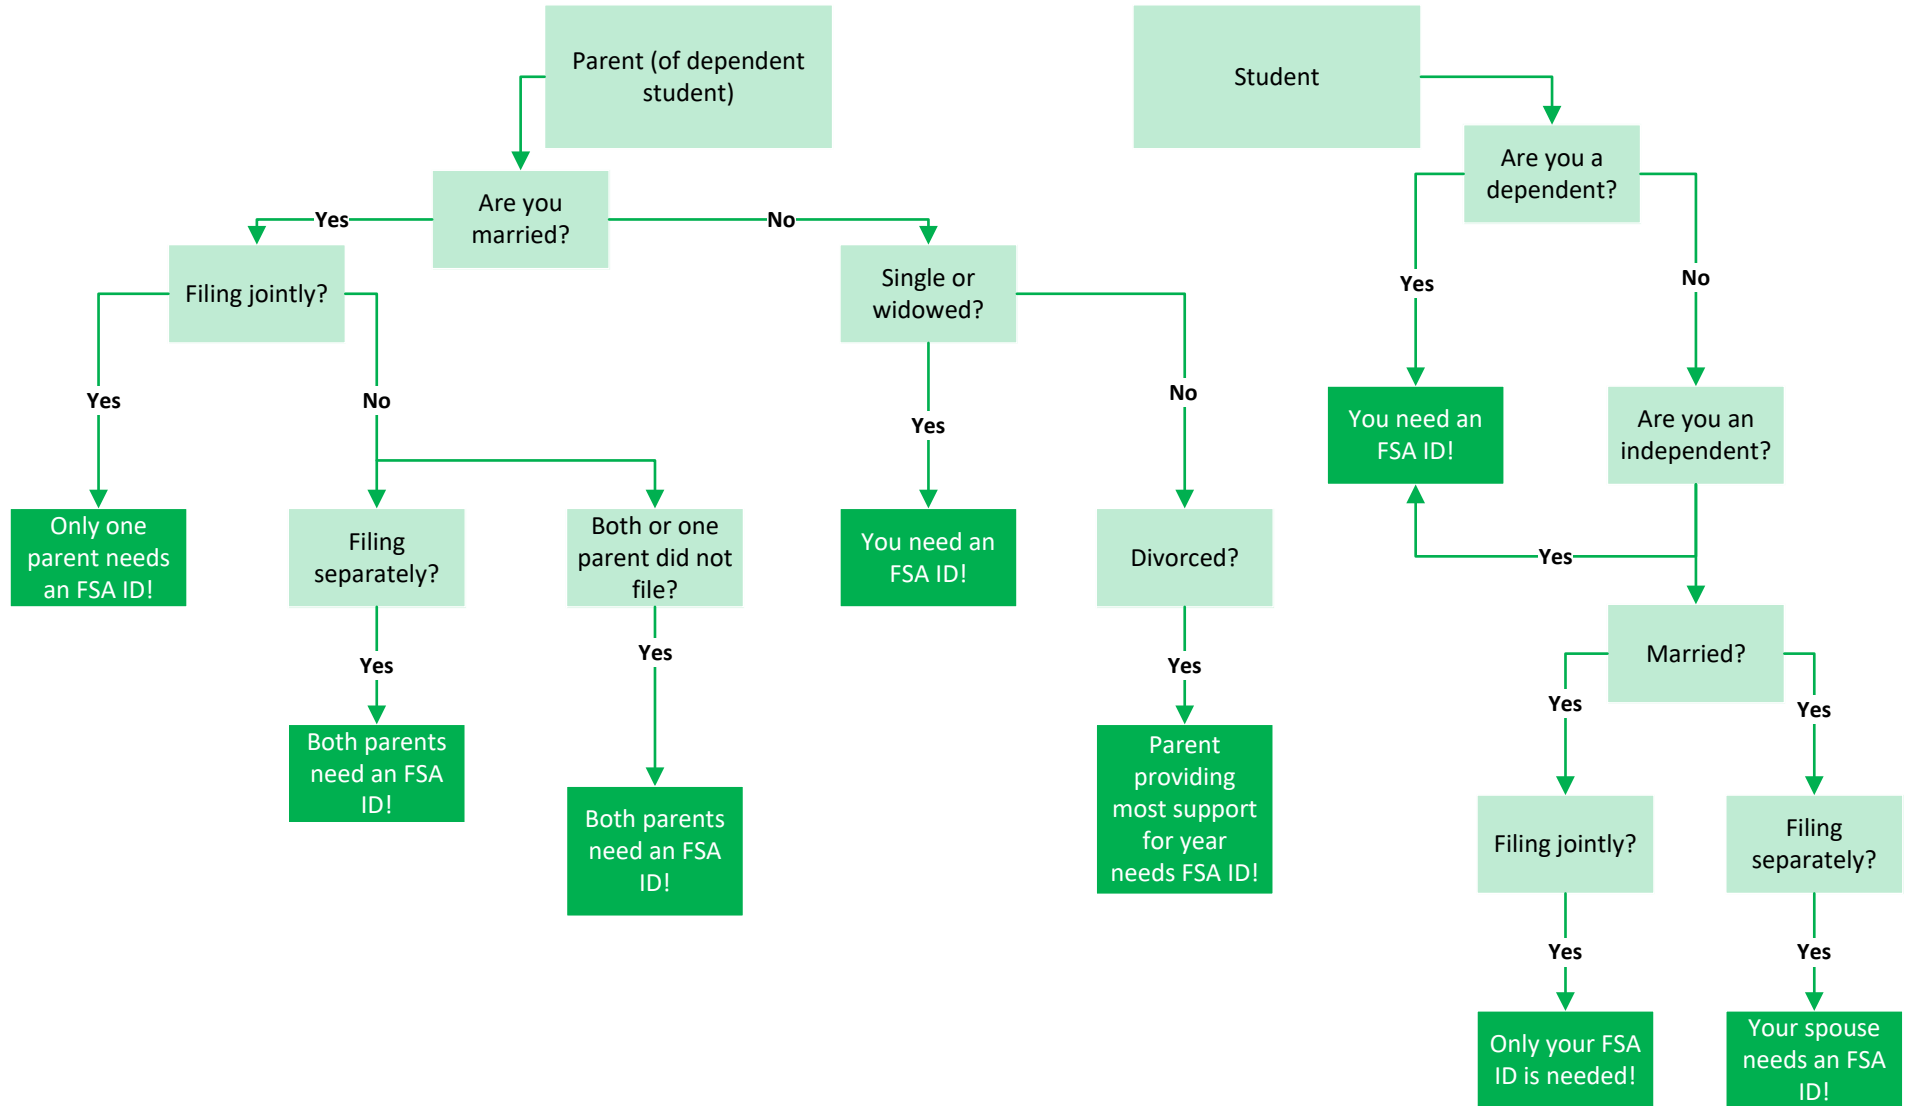 Parent (of dependent
student)
Student
Are you a
dependent?
Are you
married?
Yes
No
Filing jointly?
Single or
widowed?
Yes
No
Yes
No
No
Yes
You need an
FSA ID!
Are you an
independent?
Only one
parent needs
an FSA ID!
Filing
separately?
Both or one
parent did not
file?
You need an
FSA ID!
Divorced?
Yes
Yes
Yes
Yes
Married?
Yes
Yes
Both parents
need an FSA
ID!
Both parents
need an FSA
ID!
Parent
providing
most support
for year
needs FSA ID!
Filing jointly?
Filing
separately?
Yes
Yes
Only your FSA
ID is needed!
Your spouse
needs an FSA
ID!